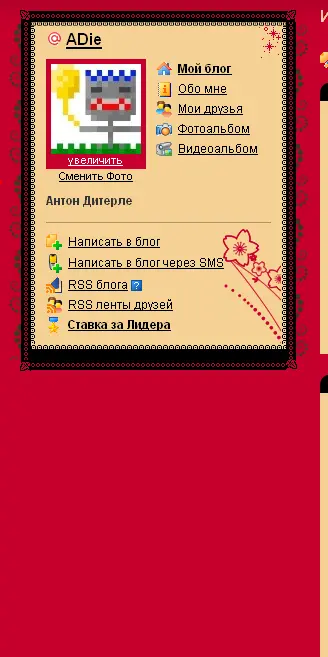 @ ADie
Мой блог
Обо мне
Мои друзья
Фотоальбом
Видеоальбом
увеличить
Сменить Фото
Антон Дитерле
Написать в блог
Написать в блог через SMS
RSS блога ?
RSS ленты друзей
Ставка за Лидера